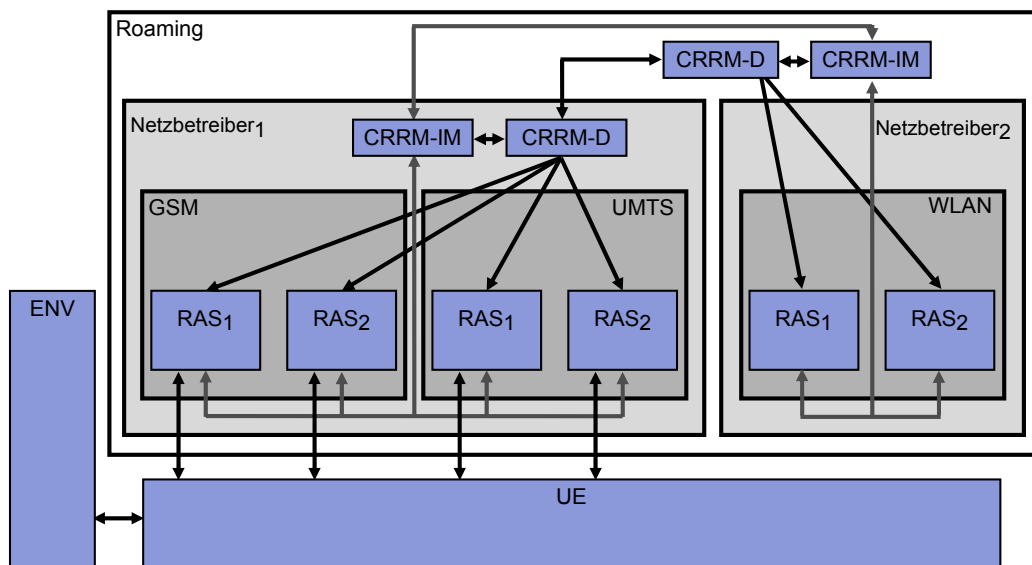 Roaming
CRRM-D
CRRM-IM
Netzbetreiber1
CRRM-IM
CRRM-D
Netzbetreiber2
GSM
UMTS
WLAN
ENV
RAS1
RAS2
RAS1
RAS2
RAS1
RAS2
UE